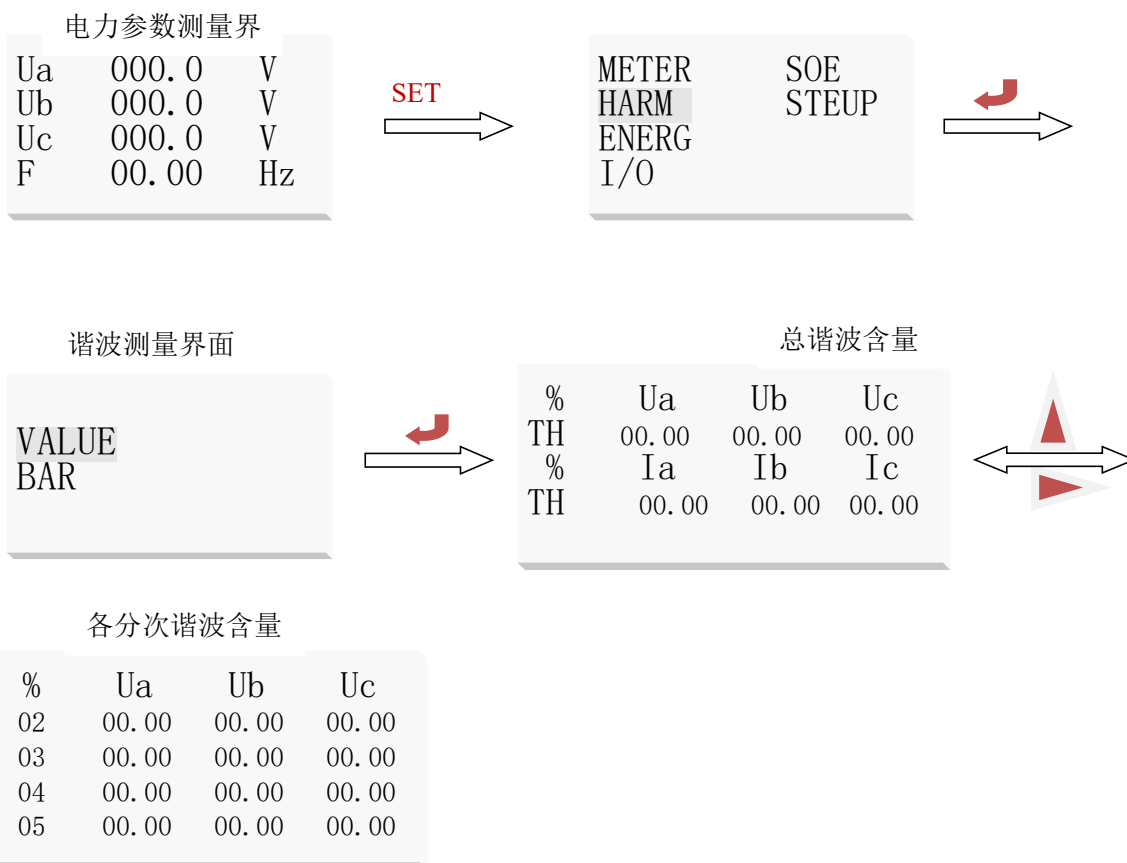 电力参数测量界
Ua 000.0 V
Ub 000.0 V
Uc 000.0 V
F 00.00 Hz
SET
METER SOE
HARM STEUP
ENERG
I/O
谐波测量界面
VALUE
BAR
总谐波含量
% Ua Ub Uc
TH 00.00 00.00 00.00
% Ia Ib Ic
TH 00.00 00.00 00.00
各分次谐波含量
% Ua Ub Uc
02 00.00 00.00 00.00
03 00.00 00.00 00.00
04 00.00 00.00 00.00
05 00.00 00.00 00.00